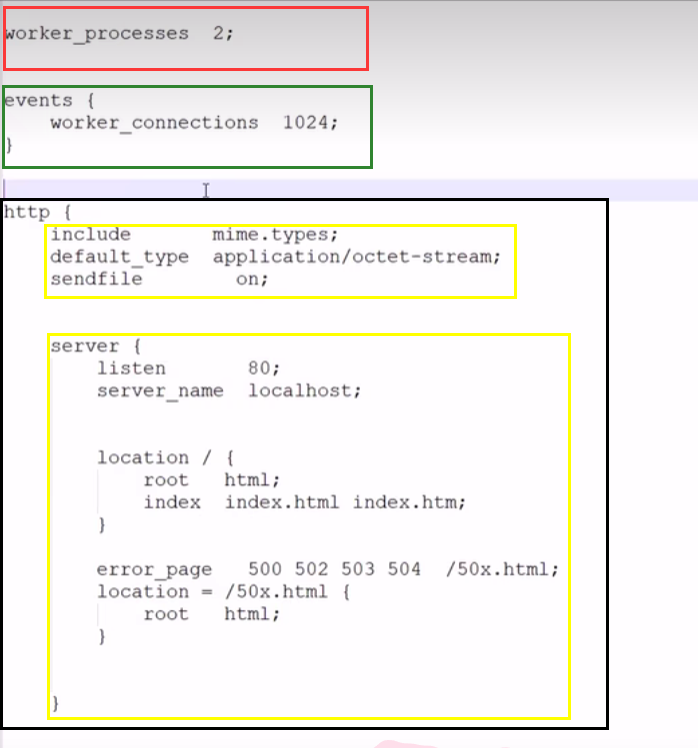 worker_processes  2;
events {
    worker_connections  1024;
}
http {
    include       mime.types;
    default_type  application/octet-stream;
    sendfile        on;
    server {
        listen       80;
        server_name  localhost;
        location / {
            root   html;
            index  index.html index.htm;
        }
        error_page   500 502 503 504  /50x.html;
        location = /50x.html {
            root   html;
        }
    }